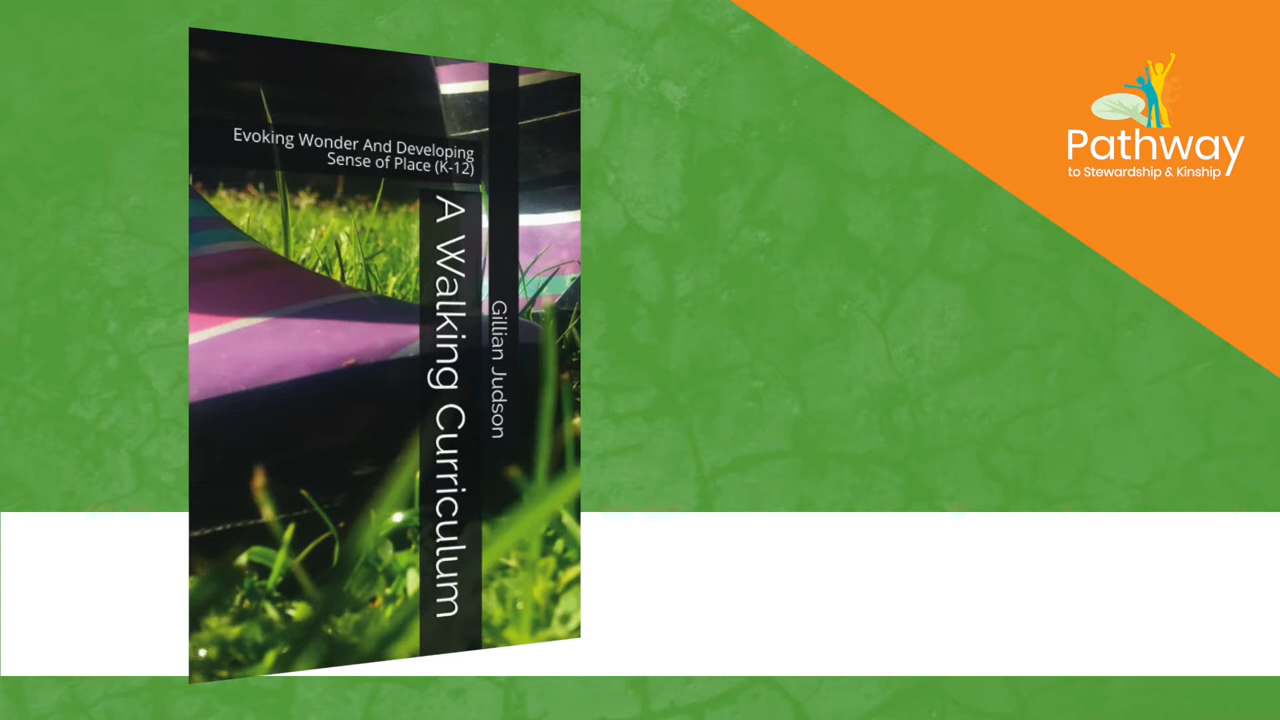 Evoking Wonder And Developing
Sense of Place (K-12)
A Walking Curriculum
Gillian Judson
Pathway
to Stewardship & Kinship